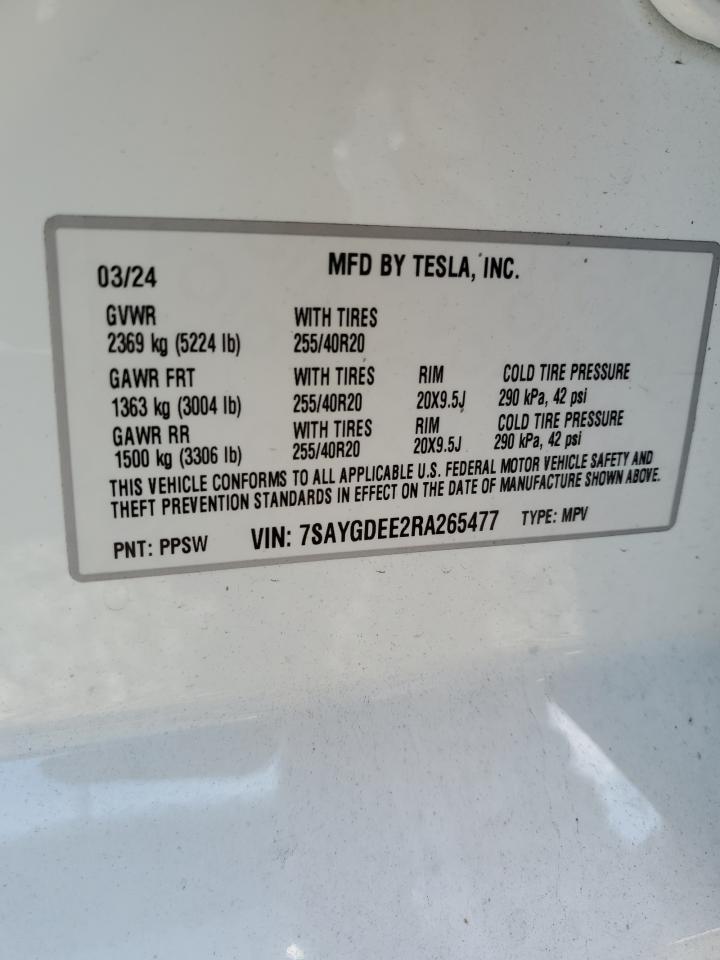 03/24 MFD BY TESLA, INC.
GVWR WITH TIRES
2369 kg (5224 lb) 255/40R20
GAWR FRT WITH TIRES RIM COLD TIRE PRESSURE
1363 kg (3004 lb) 255/40R20 20X9.5J 290 kPa, 42 psi
GAWR RR WITH TIRES RIM COLD TIRE PRESSURE
1500 kg (3306 lb) 255/40R20 20X9.5J 290 kPa, 42 psi
THIS VEHICLE CONFORMS TO ALL APPLICABLE U.S. FEDERAL MOTOR VEHICLE SAFETY AND
THEFT PREVENTION STANDARDS IN EFFECT ON THE DATE OF MANUFACTURE SHOWN ABOVE.
PNT: PPSW VIN: 7SAYGDEE2RA265477 TYPE: MPV